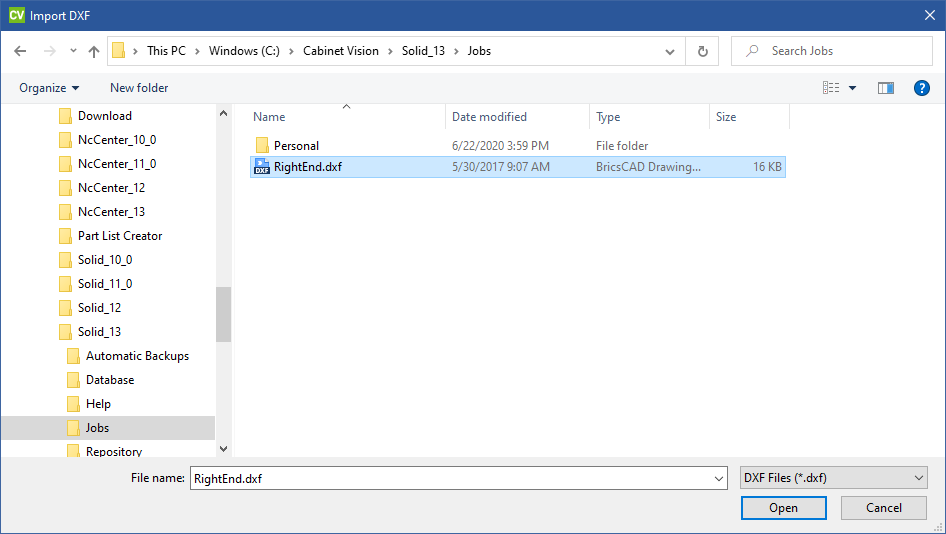 CV Import DXF
This PC > Windows (C:) > Cabinet Vision > Solid_13 > Jobs
Search Jobs
Organize
New folder
?
Download
NcCenter_10_0
NcCenter_11_0
NcCenter_12
NcCenter_13
Part List Creator
Solid_10_0
Solid_11_0
Solid_12
Solid_13
Automatic Backups
Database
Help
Jobs
Repository
Name Date modified Type Size
Personal 6/22/2020 3:59 PM File folder
DXF RightEnd.dxf 5/30/2017 9:07 AM BricsCAD Drawing... 16 KB
File name: RightEnd.dxf DXF Files (*.dxf)
Open Cancel